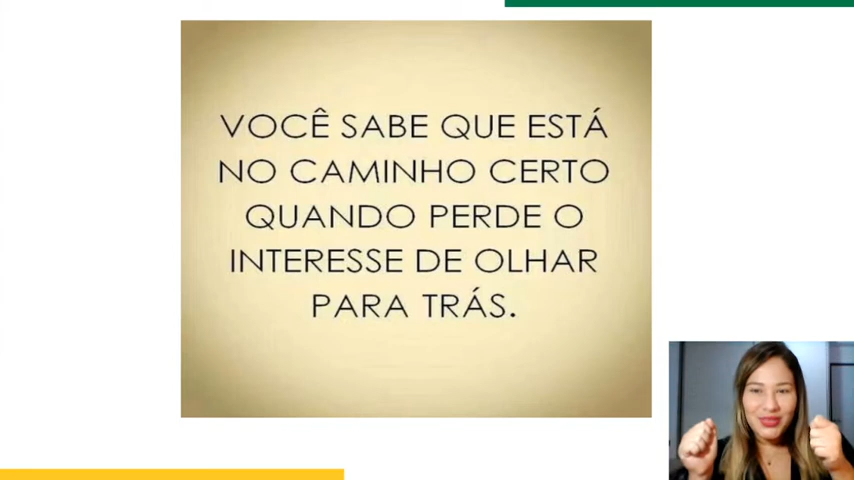 VOCÊ SABE QUE ESTÁ
NO CAMINHO CERTO
QUANDO PERDE O
INTERESSE DE OLHAR
PARA TRÁS.